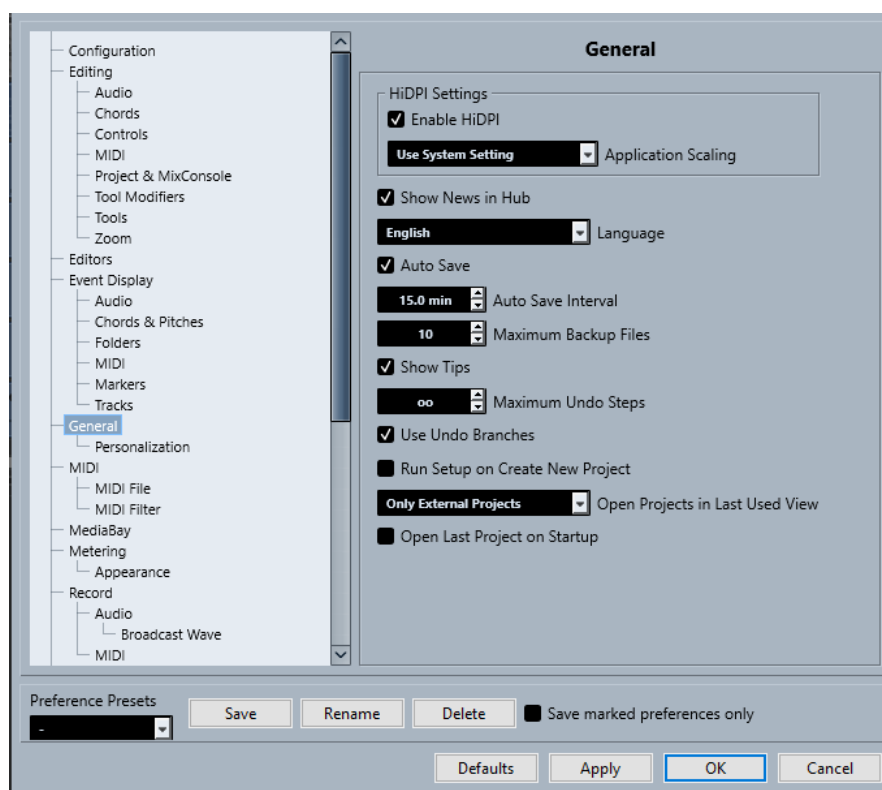 Configuration
Editing
Audio
Chords
Controls
MIDI
Project & MixConsole
Tool Modifiers
Tools
Zoom
Editors
Event Display
Audio
Chords & Pitches
Folders
MIDI
Markers
Tracks
General
Personalization
MIDI
MIDI File
MIDI Filter
MediaBay
Metering
Appearance
Record
Audio
Broadcast Wave
MIDI
General
HiDPI Settings
Enable HiDPI
Use System Setting Application Scaling
Show News in Hub
English Language
Auto Save
15.0 min Auto Save Interval
10 Maximum Backup Files
Show Tips
oo Maximum Undo Steps
Use Undo Branches
Run Setup on Create New Project
Only External Projects Open Projects in Last Used View
Open Last Project on Startup
Preference Presets
- Save Rename Delete Save marked preferences only
Defaults Apply OK Cancel